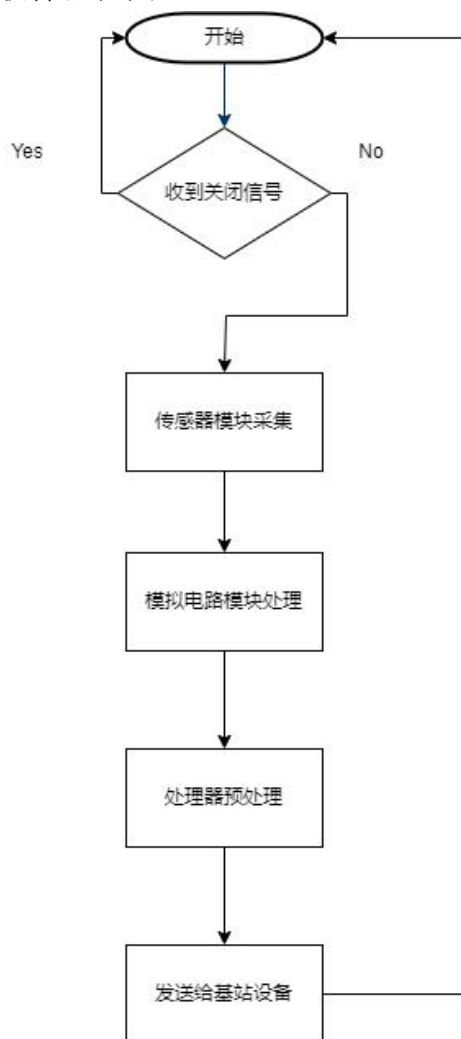 开始
Yes
No
收到关闭信号
传感器模块采集
模拟电路模块处理
处理器预处理
发送给基站设备